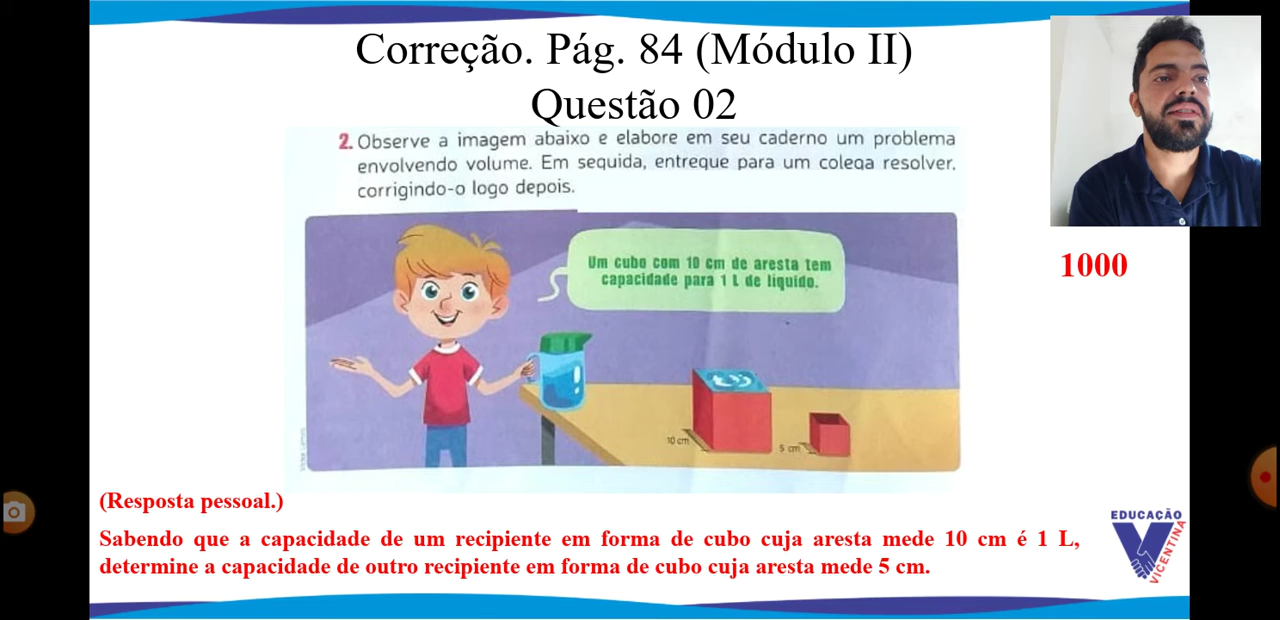 Correção. Pág. 84 (Módulo II)
Questão 02
2. Observe a imagem abaixo e elabore em seu caderno um problema
envolvendo volume. Em seguida, entregue para um colega resolver,
corrigindo-o logo depois.
Um cubo com 10 cm de aresta tem
capacidade para 1 L de líquido.
1000
10 cm
5 cm
(Resposta pessoal.)
Sabendo que a capacidade de um recipiente em forma de cubo cuja aresta mede 10 cm é 1 L,
determine a capacidade de outro recipiente em forma de cubo cuja aresta mede 5 cm.
EDUCAÇÃO
VICENTINA